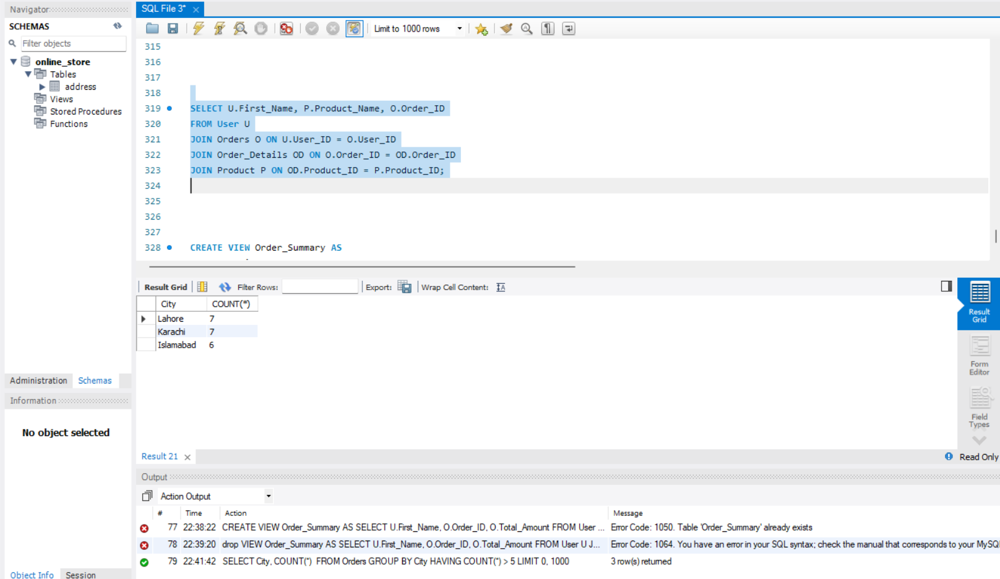 Navigator
SQL File 3*
SCHEMAS
Limit to 1000 rows
Filter objects
online_store
Tables
address
Views
Stored Procedures
Functions
315
316
317
318
319 SELECT U.First_Name, P.Product_Name, O.Order_ID
320 FROM User U
321 JOIN Orders O ON U.User_ID = O.User_ID
322 JOIN Order_Details OD ON O.Order_ID = OD.Order_ID
323 JOIN Product P ON OD.Product_ID = P.Product_ID;
324
325
326
327
328 CREATE VIEW Order_Summary AS
Result Grid Filter Rows: Export: Wrap Cell Content:
City COUNT(*)
Lahore 7
Karachi 7
Islamabad 6
Result
Grid
Form
Editor
Field
Types
Administration Schemas
Information
No object selected
Result 21
Read Only
Output
Action Output
# Time Action Message
77 22:38:22 CREATE VIEW Order_Summary AS SELECT U.First_Name, O.Order_ID, O.Total_Amount FROM User ... Error Code: 1050. Table 'Order_Summary' already exists
78 22:39:20 drop VIEW Order_Summary AS SELECT U.First_Name, O.Order_ID, O.Total_Amount FROM User U J... Error Code: 1064. You have an error in your SQL syntax; check the manual that corresponds to your MySQL
79 22:41:42 SELECT City, COUNT(*) FROM Orders GROUP BY City HAVING COUNT(*) > 5 LIMIT 0, 1000 3 row(s) returned
Object Info Session